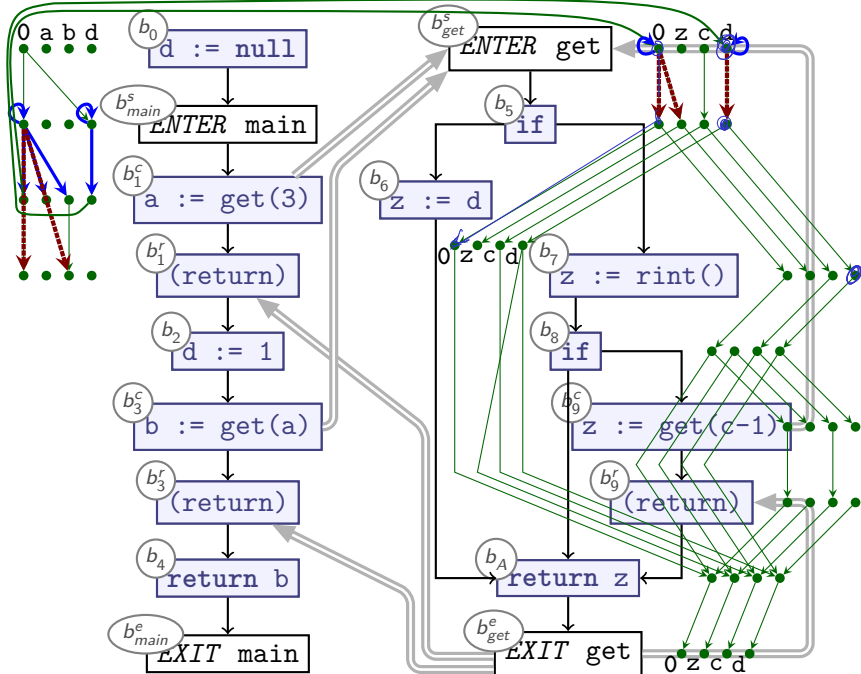 0 a b d
b0
d := null
b^s_main
ENTER main
b^c_1
a := get(3)
b^r_1
(return)
b2
d := 1
b^c_3
b := get(a)
b^r_3
(return)
b4
return b
b^e_main
EXIT main
b^s_get
ENTER get
0 z c d
b5
if
b6
z := d
0 z c d
b7
z := rint()
b8
if
b^c_9
z := get(c-1)
b^r_9
(return)
bA
return z
b^e_get
EXIT get
0 z c d